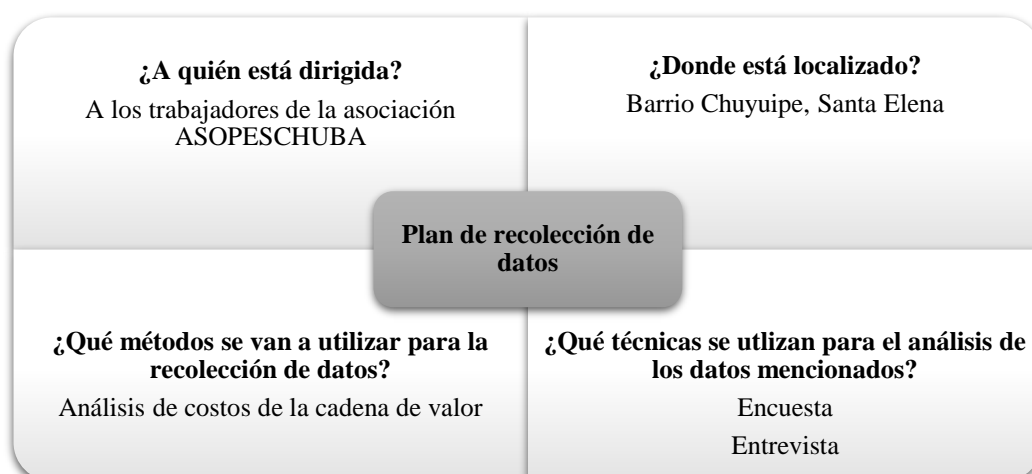 ¿A quién está dirigida?
A los trabajadores de la asociación
ASOPESCHUBA
¿Donde está localizado?
Barrio Chuyuipe, Santa Elena
Plan de recolección de
datos
¿Qué métodos se van a utilizar para la
recolección de datos?
Análisis de costos de la cadena de valor
¿Qué técnicas se utlizan para el análisis de
los datos mencionados?
Encuesta
Entrevista